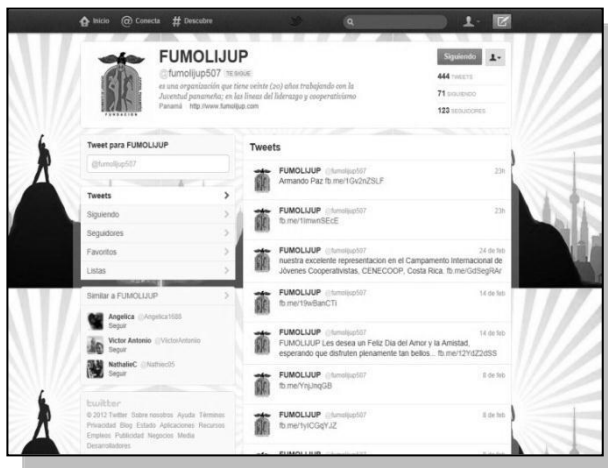 Inicio @ Conecta # Descubre
FUMOLIJUP
@fumolijup507 TE SIGUE
es una organización que tiene veinte (20) años trabajando con la
Juventud panameña; en las líneas del liderazgo y cooperativismo
Panamá http://www.fumolijup.com
FUNDACION
Siguiendo
444 TWEETS
71 SIGUIENDO
123 SEGUIDORES
Tweet para FUMOLIJUP
@fumolijup507
Tweets
Siguiendo
Seguidores
Favoritos
Listas
Similar a FUMOLIJUP
Angelica @Angelica1688
Seguir
Victor Antonio @VictorAntonio
Seguir
NathalieC @Nathiec05
Seguir
twitter
© 2012 Twitter Sobre nosotros Ayuda Términos
Privacidad Blog Estado Aplicaciones Recursos
Empleos Publicidad Negocios Media
Desarrolladores
Tweets
FUMOLIJUP @fumolijup507 23h
Armando Paz fb.me/1Gv2nZSLF
FUMOLIJUP @fumolijup507 23h
fb.me/1ImwnSEcE
FUMOLIJUP @fumolijup507 24 de feb
nuestra excelente representacion en el Campamento Internacional de
Jóvenes Cooperativistas, CENECOOP, Costa Rica. fb.me/GdSegRAr
FUMOLIJUP @fumolijup507 14 de feb
fb.me/19wBanCTi
FUMOLIJUP @fumolijup507 14 de feb
FUMOLIJUP Les desea un Feliz Dia del Amor y la Amistad,
esperando que disfruten plenamente tan bellos... fb.me/12YdZ2dSS
FUMOLIJUP @fumolijup507 8 de feb
fb.me/YnjJnqGB
FUMOLIJUP @fumolijup507 8 de feb
fb.me/1yICGqYJZ
FUMOLIJUP @fumolijup507 8 de feb